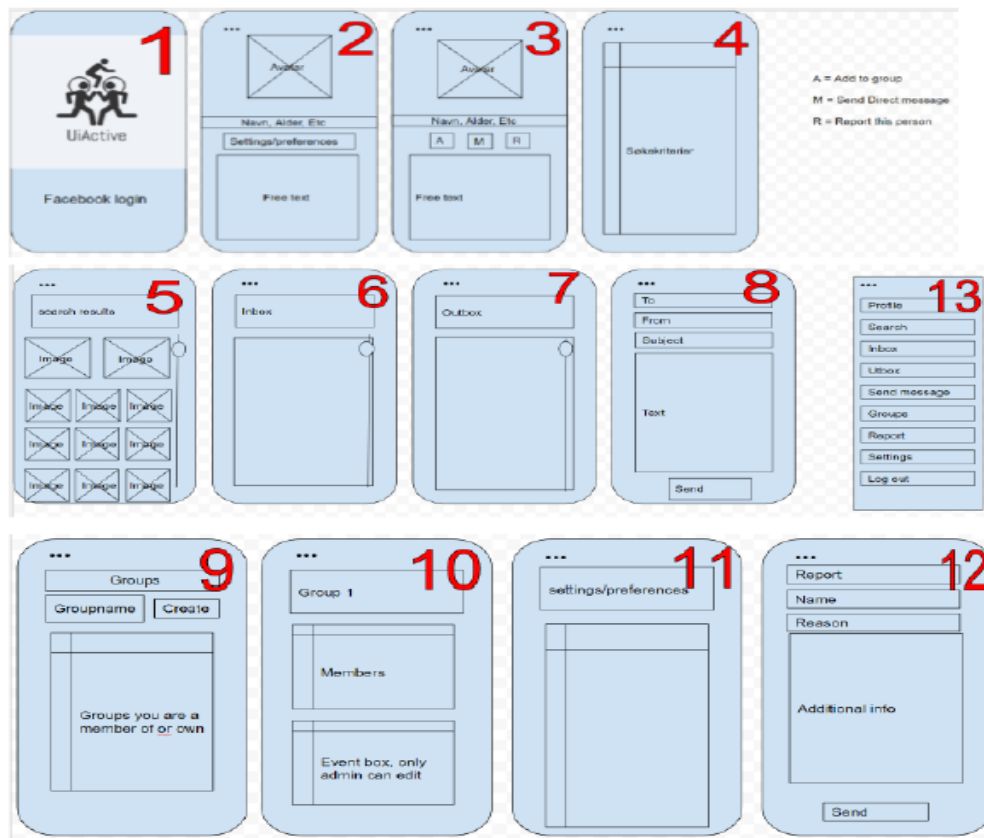 1
UiActive
Facebook login
2
Avatar
Navn, Alder, Etc
Settings/preferences
Free text
3
Avatar
Navn, Alder, Etc
A M R
Free text
4
Søkekriterier
A = Add to group
M = Send Direct message
R = Report this person
5
search results
Image Image
Image Image Image
Image Image Image
Image Image Image
6
Inbox
7
Outbox
8
To
From
Subject
Text
Send
13
Profile
Search
Inbox
Utbox
Send message
Groups
Report
Settings
Log out
9
Groups
Groupname Create
Groups you are a
member of or own
10
Group 1
Members
Event box, only
admin can edit
11
settings/preferences
12
Report
Name
Reason
Additional info
Send